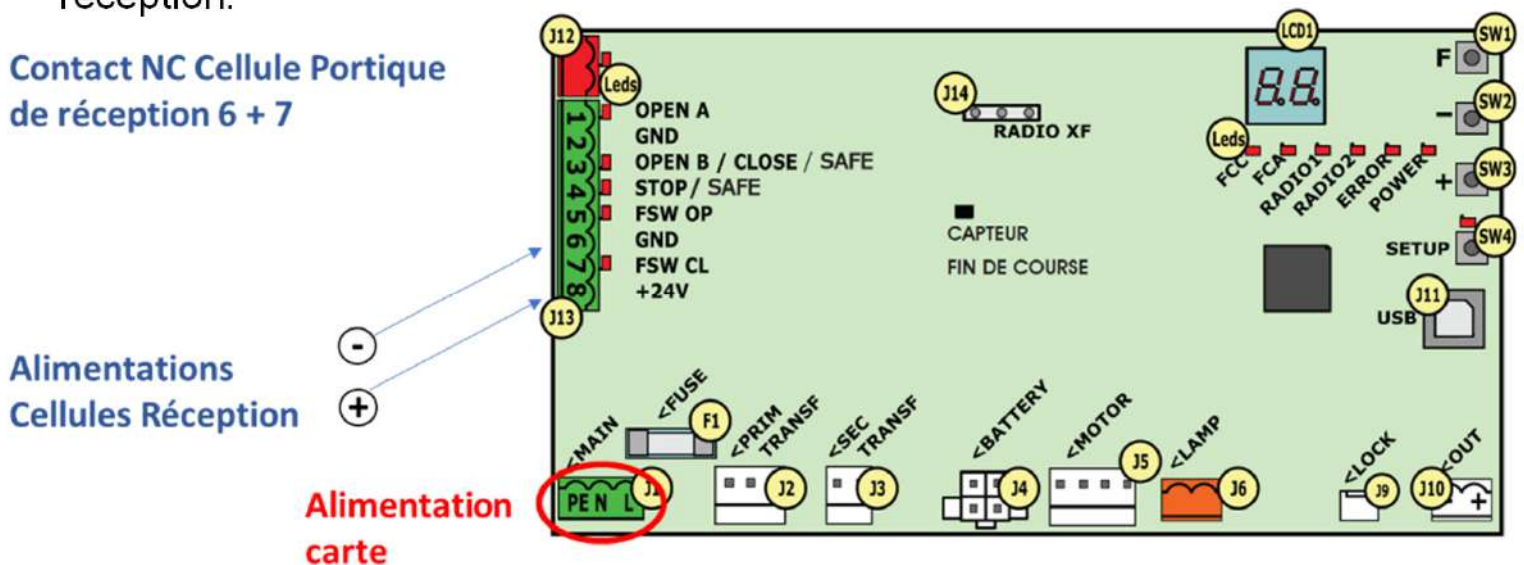 réception.
Contact NC Cellule Portique
de réception 6 + 7
J12
Leds
1 OPEN A
2 GND
3 OPEN B / CLOSE / SAFE
4 STOP / SAFE
5 FSW OP
6 GND
7 FSW CL
8 +24V
J13
J14
RADIO XF
CAPTEUR
FIN DE COURSE
LCD1
8.8.
Leds
FCC
FCA
RADIO1
RADIO2
ERROR
POWER
F
SW1
-
SW2
+
SW3
SETUP
SW4
J11
USB
-
Alimentations
Cellules Réception
+
<MAIN
<FUSE
F1
<PRIM
TRANSF
<SEC
TRANSF
<BATTERY
<MOTOR
<LAMP
<LOCK
<OUT
PE N L
J1
J2
J3
J4
J5
J6
J9
J10
- +
Alimentation
carte